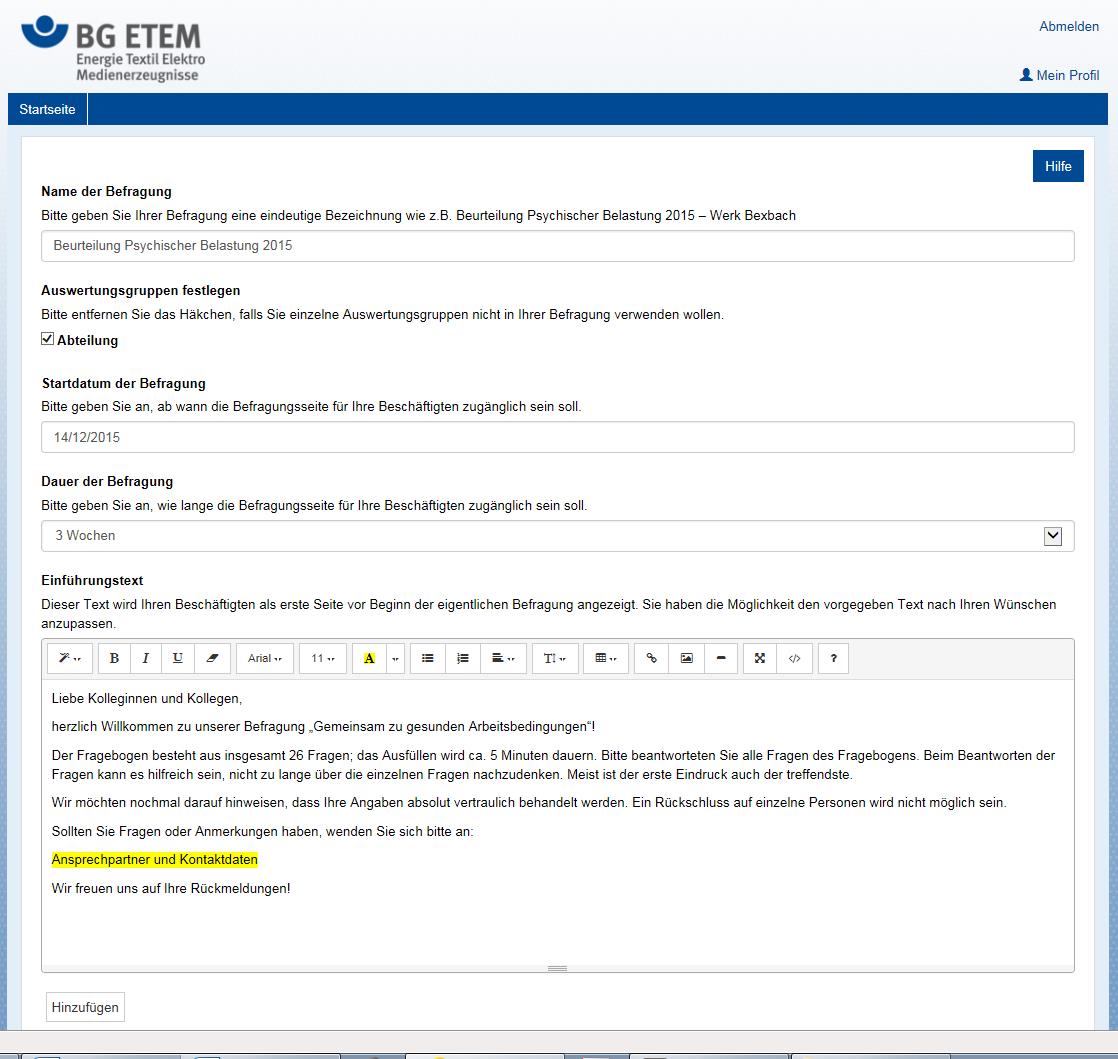 BG ETEM
Energie Textil Elektro
Medienerzeugnisse
Abmelden
Mein Profil
Startseite
Hilfe
Name der Befragung
Bitte geben Sie Ihrer Befragung eine eindeutige Bezeichnung wie z.B. Beurteilung Psychischer Belastung 2015 – Werk Bexbach
Beurteilung Psychischer Belastung 2015
Auswertungsgruppen festlegen
Bitte entfernen Sie das Häkchen, falls Sie einzelne Auswertungsgruppen nicht in Ihrer Befragung verwenden wollen.
Abteilung
Startdatum der Befragung
Bitte geben Sie an, ab wann die Befragungsseite für Ihre Beschäftigten zugänglich sein soll.
14/12/2015
Dauer der Befragung
Bitte geben Sie an, wie lange die Befragungsseite für Ihre Beschäftigten zugänglich sein soll.
3 Wochen
Einführungstext
Dieser Text wird Ihren Beschäftigten als erste Seite vor Beginn der eigentlichen Befragung angezeigt. Sie haben die Möglichkeit den vorgegeben Text nach Ihren Wünschen
anzupassen.
B I U Arial 11 A T </> ?
Liebe Kolleginnen und Kollegen,
herzlich Willkommen zu unserer Befragung „Gemeinsam zu gesunden Arbeitsbedingungen“!
Der Fragebogen besteht aus insgesamt 26 Fragen; das Ausfüllen wird ca. 5 Minuten dauern. Bitte beantworteten Sie alle Fragen des Fragebogens. Beim Beantworten der
Fragen kann es hilfreich sein, nicht zu lange über die einzelnen Fragen nachzudenken. Meist ist der erste Eindruck auch der treffendste.
Wir möchten nochmal darauf hinweisen, dass Ihre Angaben absolut vertraulich behandelt werden. Ein Rückschluss auf einzelne Personen wird nicht möglich sein.
Sollten Sie Fragen oder Anmerkungen haben, wenden Sie sich bitte an:
Ansprechpartner und Kontaktdaten
Wir freuen uns auf Ihre Rückmeldungen!
Hinzufügen